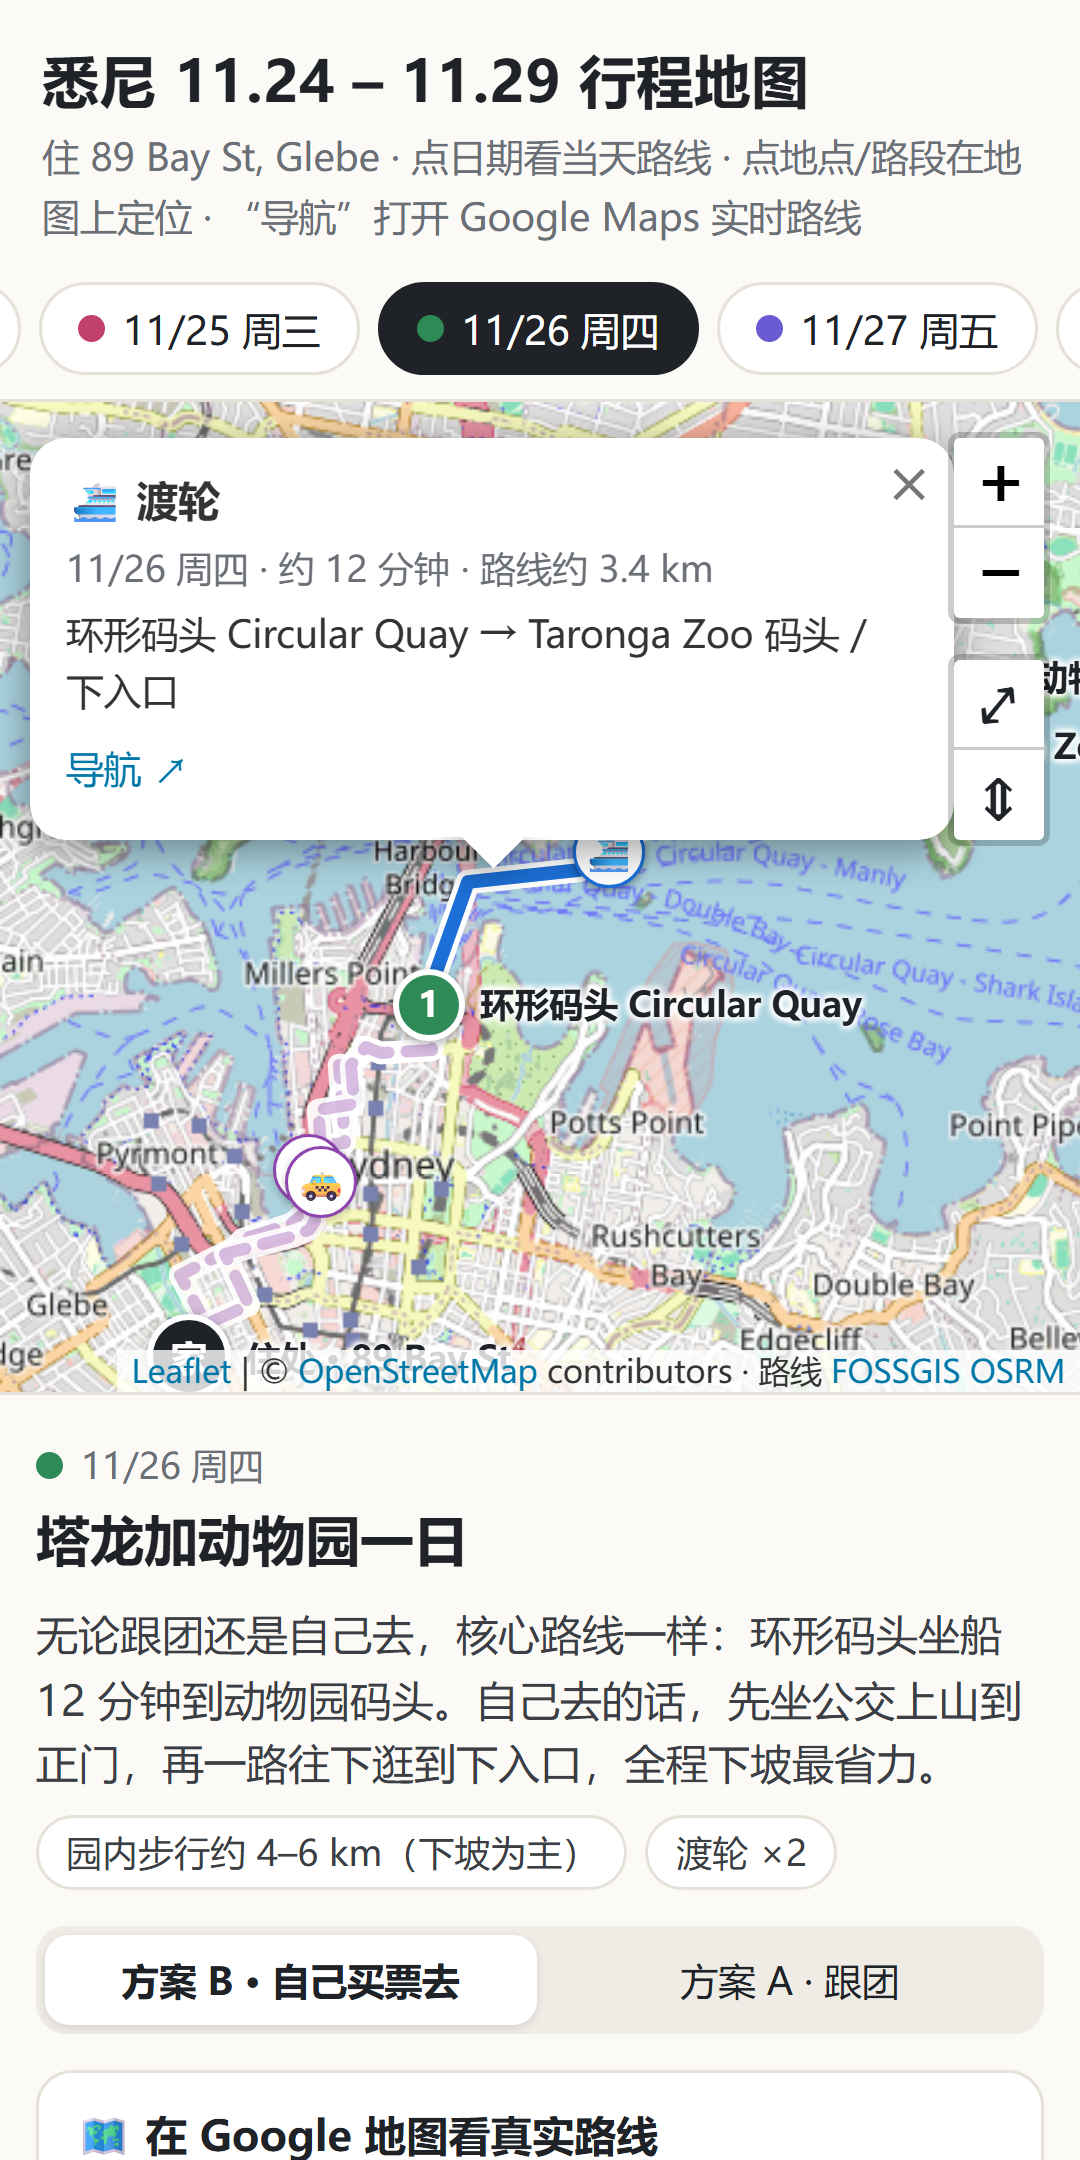 悉尼 11.24 – 11.29 行程地图
住 89 Bay St, Glebe · 点日期看当天路线 · 点地点/路段在地
图上定位 · “导航”打开 Google Maps 实时路线
11/25 周三
11/26 周四
11/27 周五
渡轮
×
11/26 周四 · 约 12 分钟 · 路线约 3.4 km
环形码头 Circular Quay → Taronga Zoo 码头 /
下入口
导航 ↗
+
−
Harbour
Bridge
Circular Quay - Manly
Double Bay
Circular Quay - Shark Isla
Rose Bay
ain
Millers Point
1
环形码头 Circular Quay
Potts Point
Point Pipe
Pyrmont
Sydney
Rushcutters
Bay
Double Bay
Glebe
Edgecliff
Belle
dge
家
住处 · 89 Bay St
Leaflet | © OpenStreetMap contributors · 路线 FOSSGIS OSRM
11/26 周四
塔龙加动物园一日
无论跟团还是自己去，核心路线一样：环形码头坐船
12 分钟到动物园码头。自己去的话，先坐公交上山到
正门，再一路往下逛到下入口，全程下坡最省力。
园内步行约 4–6 km（下坡为主）
渡轮 ×2
方案 B · 自己买票去
方案 A · 跟团
在 Google 地图看真实路线